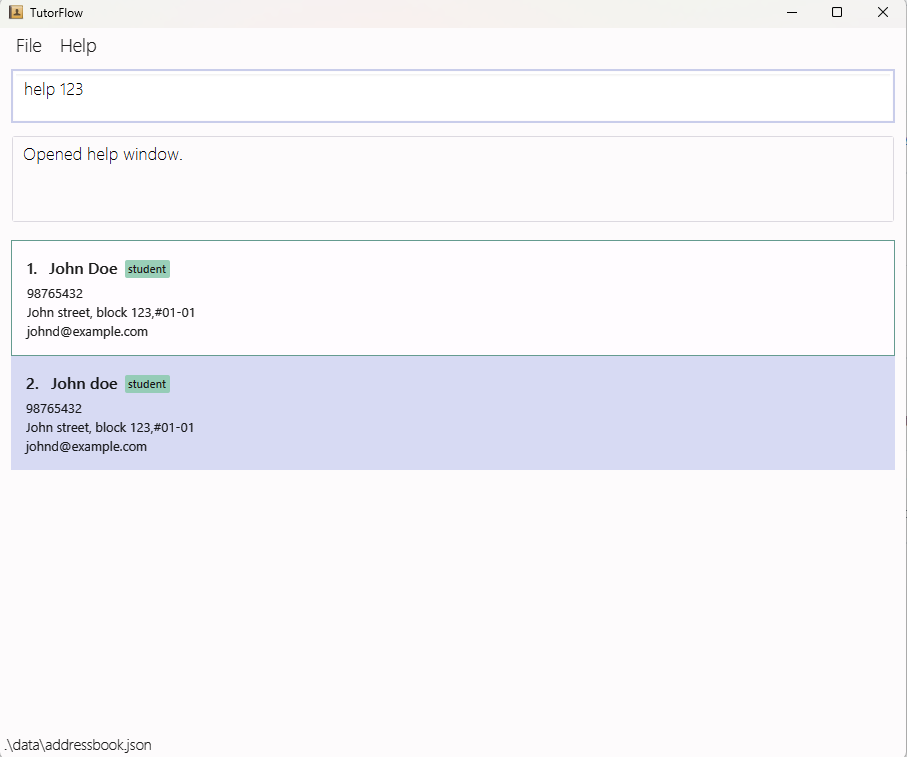 TutorFlow
File Help
help 123
Opened help window.
1. John Doe student
98765432
John street, block 123,#01-01
johnd@example.com
2. John doe student
98765432
John street, block 123,#01-01
johnd@example.com
.\data\addressbook.json